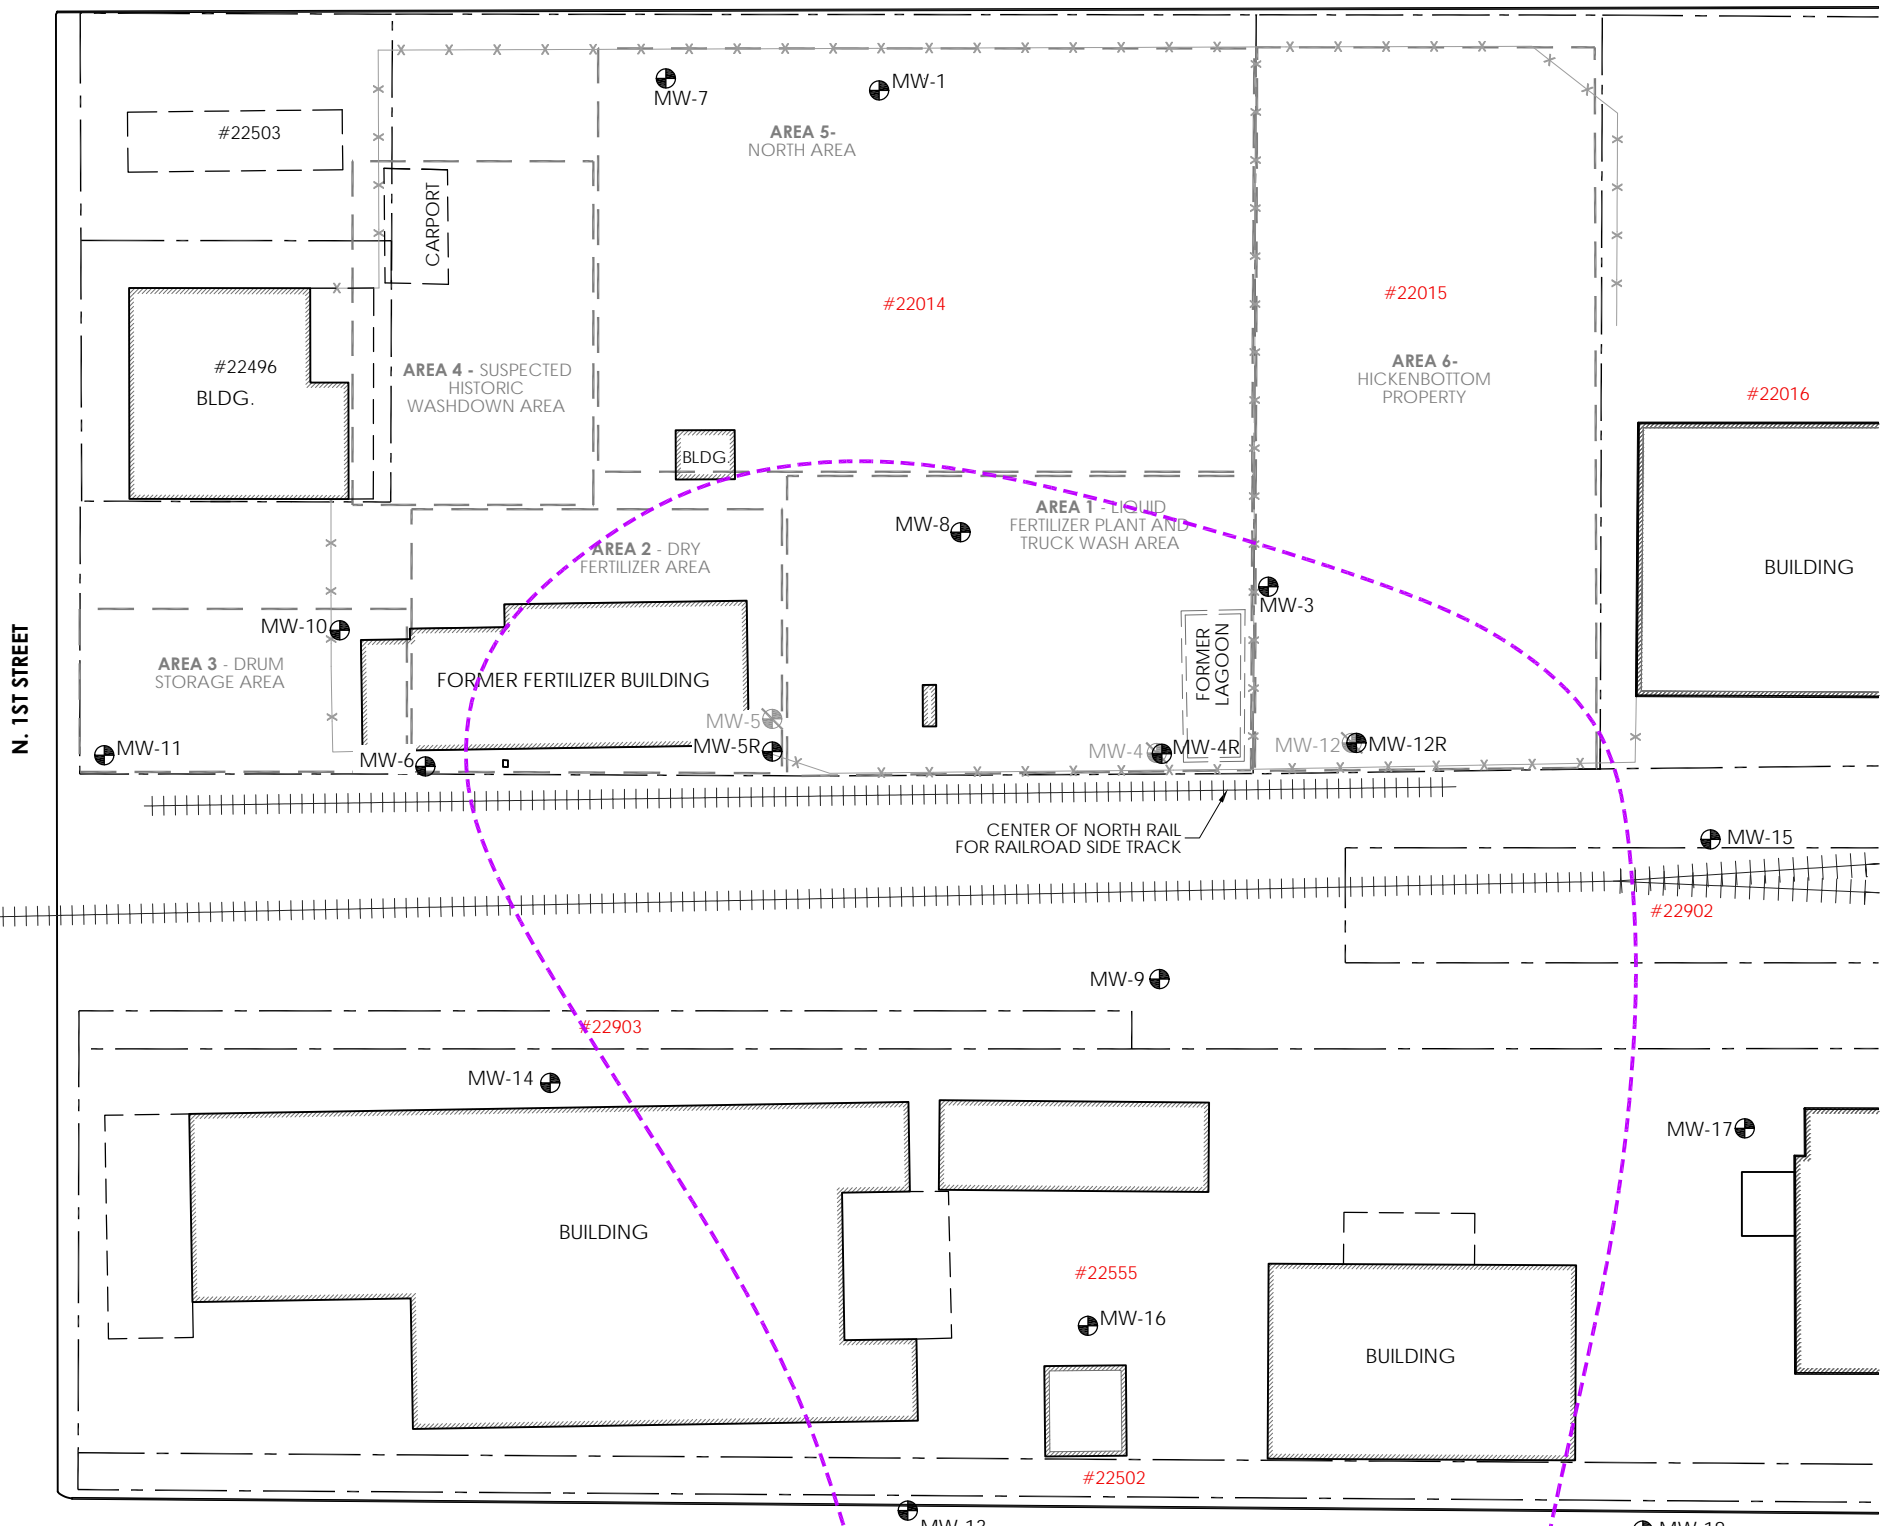 MW-7
MW-1
#22503
AREA 5-
NORTH AREA
CARPORT
#22014
#22015
#22496
BLDG.
AREA 4 - SUSPECTED
HISTORIC
WASHDOWN AREA
AREA 6-
HICKENBOTTOM
PROPERTY
#22016
BLDG
AREA 1 - LIQUID
FERTILIZER PLANT AND
TRUCK WASH AREA
MW-8
AREA 2 - DRY
FERTILIZER AREA
BUILDING
MW-3
MW-10
N. 1ST STREET
AREA 3 - DRUM
STORAGE AREA
FORMER FERTILIZER BUILDING
FORMER
LAGOON
MW-5
MW-5R
MW-11
MW-6
MW-4
MW-4R
MW-12
MW-12R
CENTER OF NORTH RAIL
FOR RAILROAD SIDE TRACK
MW-15
#22902
MW-9
#22903
MW-14
MW-17
BUILDING
#22555
MW-16
BUILDING
#22502